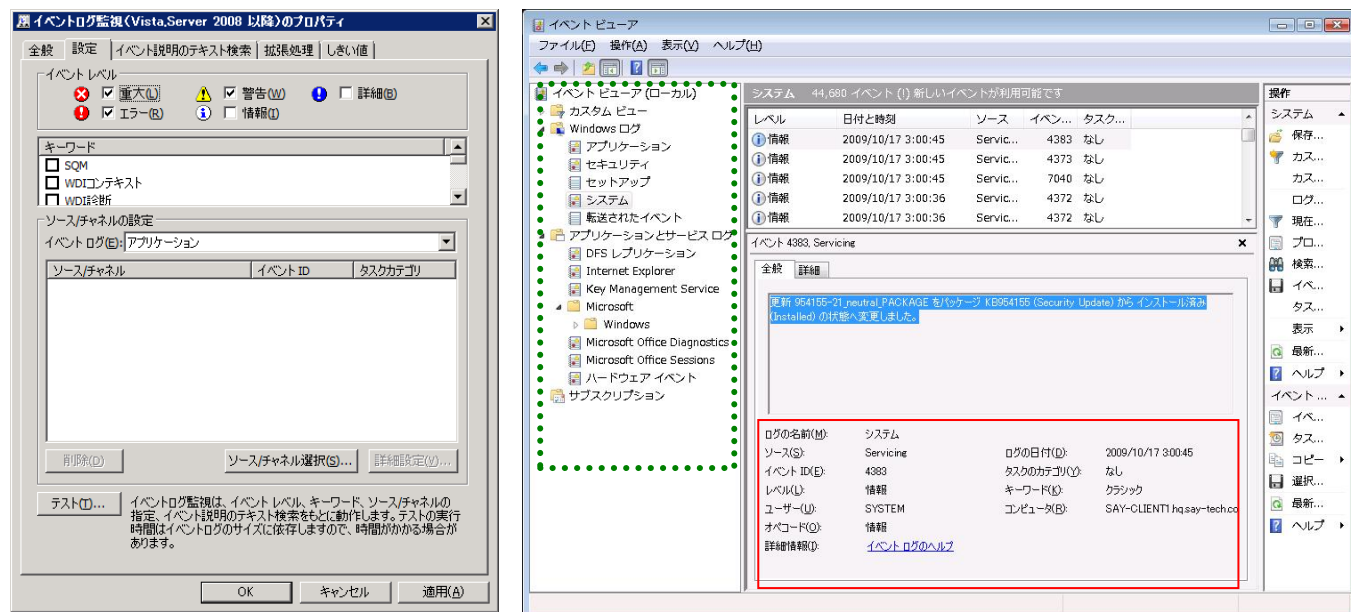 イベントログ監視(Vista,Server 2008 以降)のプロパティ
全般 設定 イベント説明のテキスト検索 拡張処理 しきい値
イベント レベル
重大(L) 警告(W) 詳細(B)
エラー(R) 情報(I)
キーワード
SQM
WDIコンテキスト
WDI診断
ソース/チャネルの設定
イベント ログ(E): アプリケーション
ソース/チャネル イベント ID タスクカテゴリ
削除(D) ソース/チャネル選択(S)... 詳細設定(V)...
テスト(T)...
イベントログ監視は、イベント レベル、キーワード、ソース/チャネルの
指定、イベント説明のテキスト検索をもとに動作します。テストの実行
時間はイベントログのサイズに依存しますので、時間がかかる場合が
あります。
OK キャンセル 適用(A)
イベント ビューア
ファイル(F) 操作(A) 表示(V) ヘルプ(H)
イベント ビューア (ローカル)
カスタム ビュー
Windows ログ
アプリケーション
セキュリティ
セットアップ
システム
転送されたイベント
アプリケーションとサービス ログ
DFS レプリケーション
Internet Explorer
Key Management Service
Microsoft
Windows
Microsoft Office Diagnostics
Microsoft Office Sessions
ハードウェア イベント
サブスクリプション
システム 44,680 イベント (!) 新しいイベントが利用可能です
レベル 日付と時刻 ソース イベン... タスク...
情報 2009/10/17 3:00:45 Servic... 4383 なし
情報 2009/10/17 3:00:45 Servic... 4373 なし
情報 2009/10/17 3:00:45 Servic... 7040 なし
情報 2009/10/17 3:00:36 Servic... 4372 なし
情報 2009/10/17 3:00:36 Servic... 4372 なし
イベント 4383, Servicing
全般 詳細
更新 954155-21_neutral_PACKAGE をパッケージ KB954155 (Security Update) から インストール済み
(Installed) の状態へ変更しました。
ログの名前(M): システム
ソース(S): Servicing ログの日付(D): 2009/10/17 3:00:45
イベント ID(E): 4383 タスクのカテゴリ(Y): なし
レベル(L): 情報 キーワード(K): クラシック
ユーザー(U): SYSTEM コンピュータ(R): SAY-CLIENT1.hq.say-tech.co
オペコード(O): 情報
詳細情報(I): イベント ログのヘルプ
操作
システム
保存...
カス...
カス...
ログ...
現在...
プロ...
検索...
イベ...
タス...
表示
最新...
ヘルプ
イベント ...
イベ...
タス...
コピー
選択...
最新...
ヘルプ